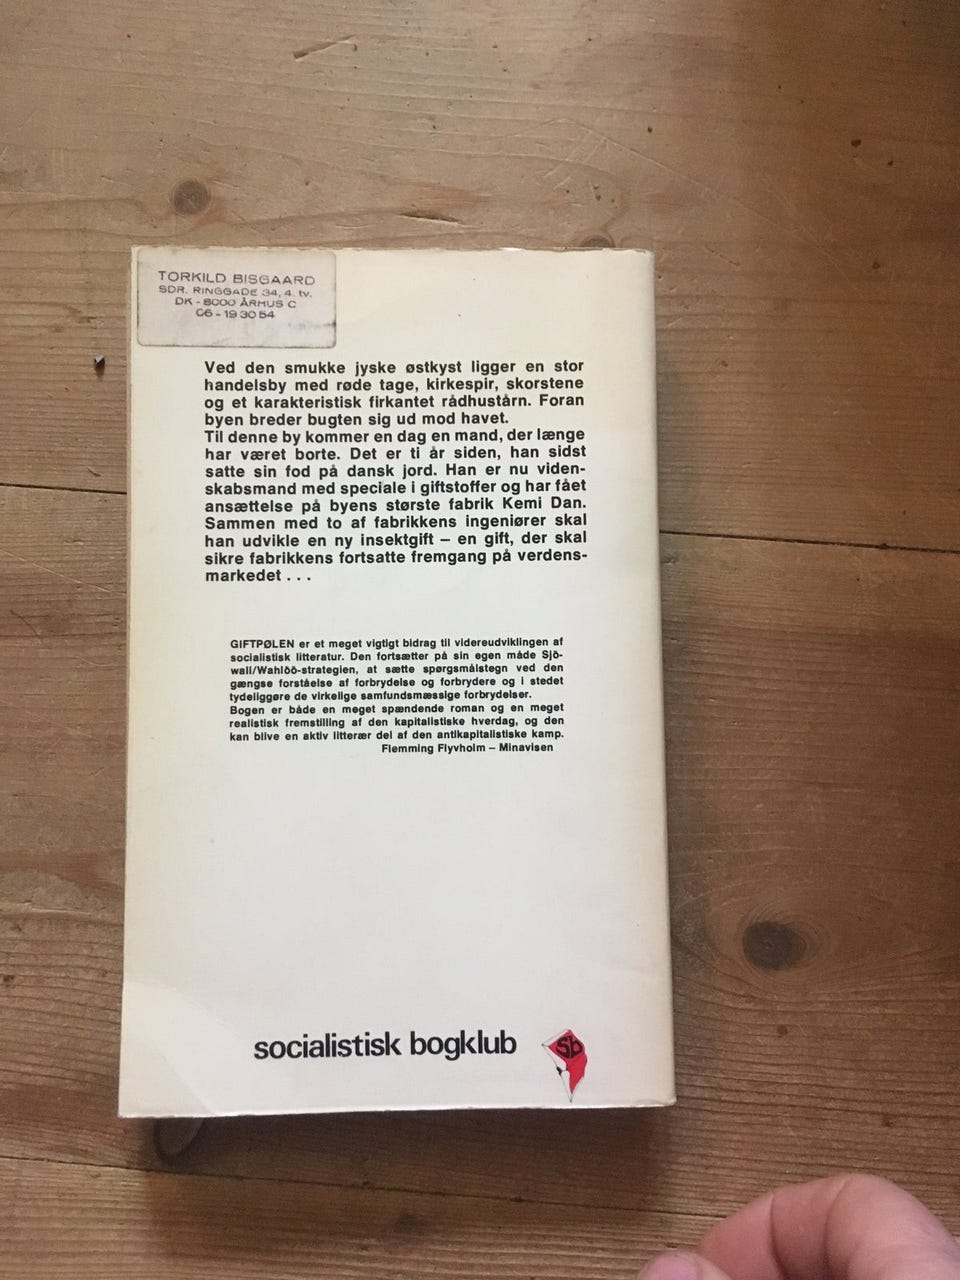 TORKILD BISGAARD
SDR. RINGGADE 34, 4. tv.
DK - 8000 ÅRHUS C
06 - 19 30 54
Ved den smukke jyske østkyst ligger en stor
handelsby med røde tage, kirkespir, skorstene
og et karakteristisk firkantet rådhustårn. Foran
byen breder bugten sig ud mod havet.
Til denne by kommer en dag en mand, der længe
har været borte. Det er ti år siden, han sidst
satte sin fod på dansk jord. Han er nu viden-
skabsmand med speciale i giftstoffer og har fået
ansættelse på byens største fabrik Kemi Dan.
Sammen med to af fabrikkens ingeniører skal
han udvikle en ny insektgift – en gift, der skal
sikre fabrikkens fortsatte fremgang på verdens-
markedet . . .
GIFTPØLEN er et meget vigtigt bidrag til videreudviklingen af
socialistisk litteratur. Den fortsætter på sin egen måde Sjö-
wall/Wahlöö-strategien, at sætte spørgsmålstegn ved den
gængse forståelse af forbrydelse og forbrydere og i stedet
tydeliggøre de virkelige samfundsmæssige forbrydelser.
Bogen er både en meget spændende roman og en meget
realistisk fremstilling af den kapitalistiske hverdag, og den
kan blive en aktiv litterær del af den antikapitalistiske kamp.
Flemming Flyvholm – Minavisen
socialistisk bogklub
Sb